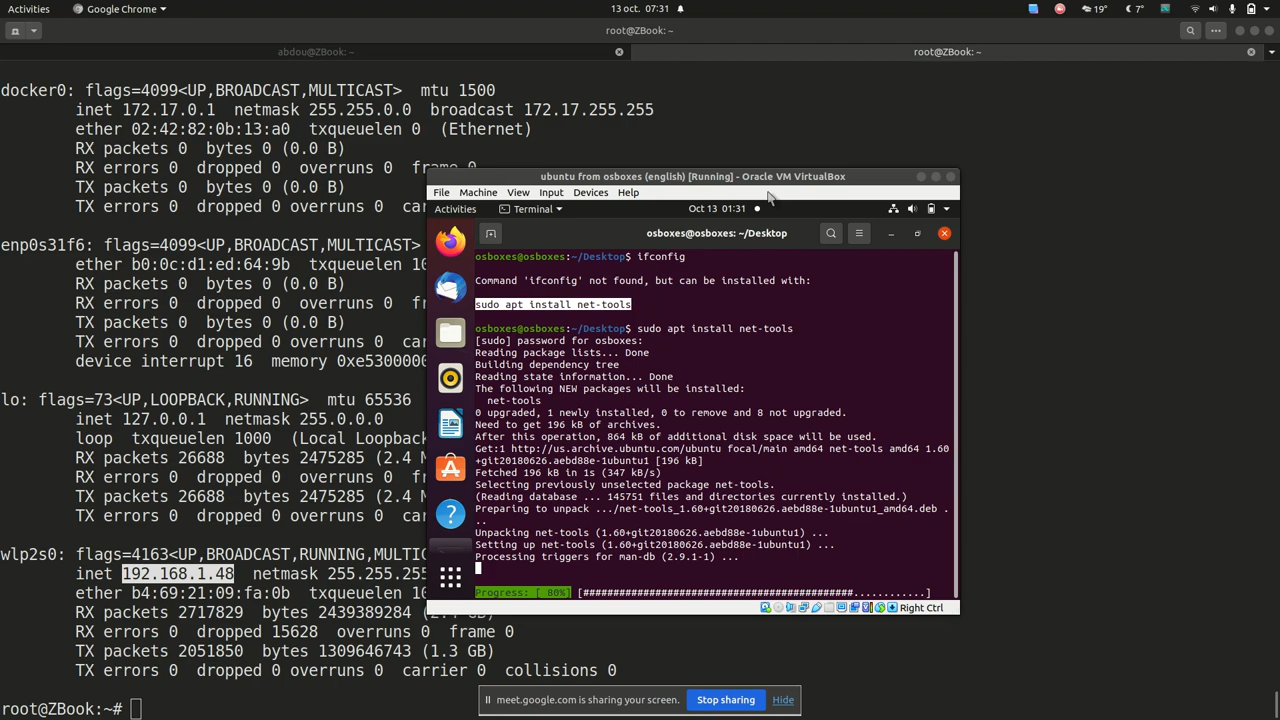 Activities Google Chrome 13 oct. 07:31 19° 7°
root@ZBook: ~
abdou@ZBook: ~ root@ZBook: ~
docker0: flags=4099<UP,BROADCAST,MULTICAST> mtu 1500
inet 172.17.0.1 netmask 255.255.0.0 broadcast 172.17.255.255
ether 02:42:82:0b:13:a0 txqueuelen 0 (Ethernet)
RX packets 0 bytes 0 (0.0 B)
RX errors 0 dropped 0 overruns 0 frame 0
TX packets 0 bytes 0 (0.0 B)
TX errors 0 dropped 0 overruns 0 car
enp0s31f6: flags=4099<UP,BROADCAST,MULTICAST>
ether b0:0c:d1:ed:64:9b txqueuelen 10
RX packets 0 bytes 0 (0.0 B)
RX errors 0 dropped 0 overruns 0 fra
TX packets 0 bytes 0 (0.0 B)
TX errors 0 dropped 0 overruns 0 car
device interrupt 16 memory 0xe5300000
lo: flags=73<UP,LOOPBACK,RUNNING> mtu 65536
inet 127.0.0.1 netmask 255.0.0.0
loop txqueuelen 1000 (Local Loopback
RX packets 26688 bytes 2475285 (2.4 M
RX errors 0 dropped 0 overruns 0 fra
TX packets 26688 bytes 2475285 (2.4 M
TX errors 0 dropped 0 overruns 0 car
wlp2s0: flags=4163<UP,BROADCAST,RUNNING,MULTIC
inet 192.168.1.48 netmask 255.255.255.
ether b4:69:21:09:fa:0b txqueuelen 10
RX packets 2717829 bytes 2439389284 (2.4 GB)
RX errors 0 dropped 15628 overruns 0 frame 0
TX packets 2051850 bytes 1309646743 (1.3 GB)
TX errors 0 dropped 0 overruns 0 carrier 0 collisions 0
root@ZBook:~#
ubuntu from osboxes (english) [Running] - Oracle VM VirtualBox
File Machine View Input Devices Help
Activities Terminal Oct 13 01:31
osboxes@osboxes: ~/Desktop
osboxes@osboxes:~/Desktop$ ifconfig
Command 'ifconfig' not found, but can be installed with:
sudo apt install net-tools
osboxes@osboxes:~/Desktop$ sudo apt install net-tools
[sudo] password for osboxes:
Reading package lists... Done
Building dependency tree
Reading state information... Done
The following NEW packages will be installed:
net-tools
0 upgraded, 1 newly installed, 0 to remove and 8 not upgraded.
Need to get 196 kB of archives.
After this operation, 864 kB of additional disk space will be used.
Get:1 http://us.archive.ubuntu.com/ubuntu focal/main amd64 net-tools amd64 1.60
+git20180626.aebd88e-1ubuntu1 [196 kB]
Fetched 196 kB in 1s (347 kB/s)
Selecting previously unselected package net-tools.
(Reading database ... 145751 files and directories currently installed.)
Preparing to unpack .../net-tools_1.60+git20180626.aebd88e-1ubuntu1_amd64.deb .
..
Unpacking net-tools (1.60+git20180626.aebd88e-1ubuntu1) ...
Setting up net-tools (1.60+git20180626.aebd88e-1ubuntu1) ...
Processing triggers for man-db (2.9.1-1) ...
Progress: [ 80%] [#############################################............]
Right Ctrl
meet.google.com is sharing your screen. Stop sharing Hide